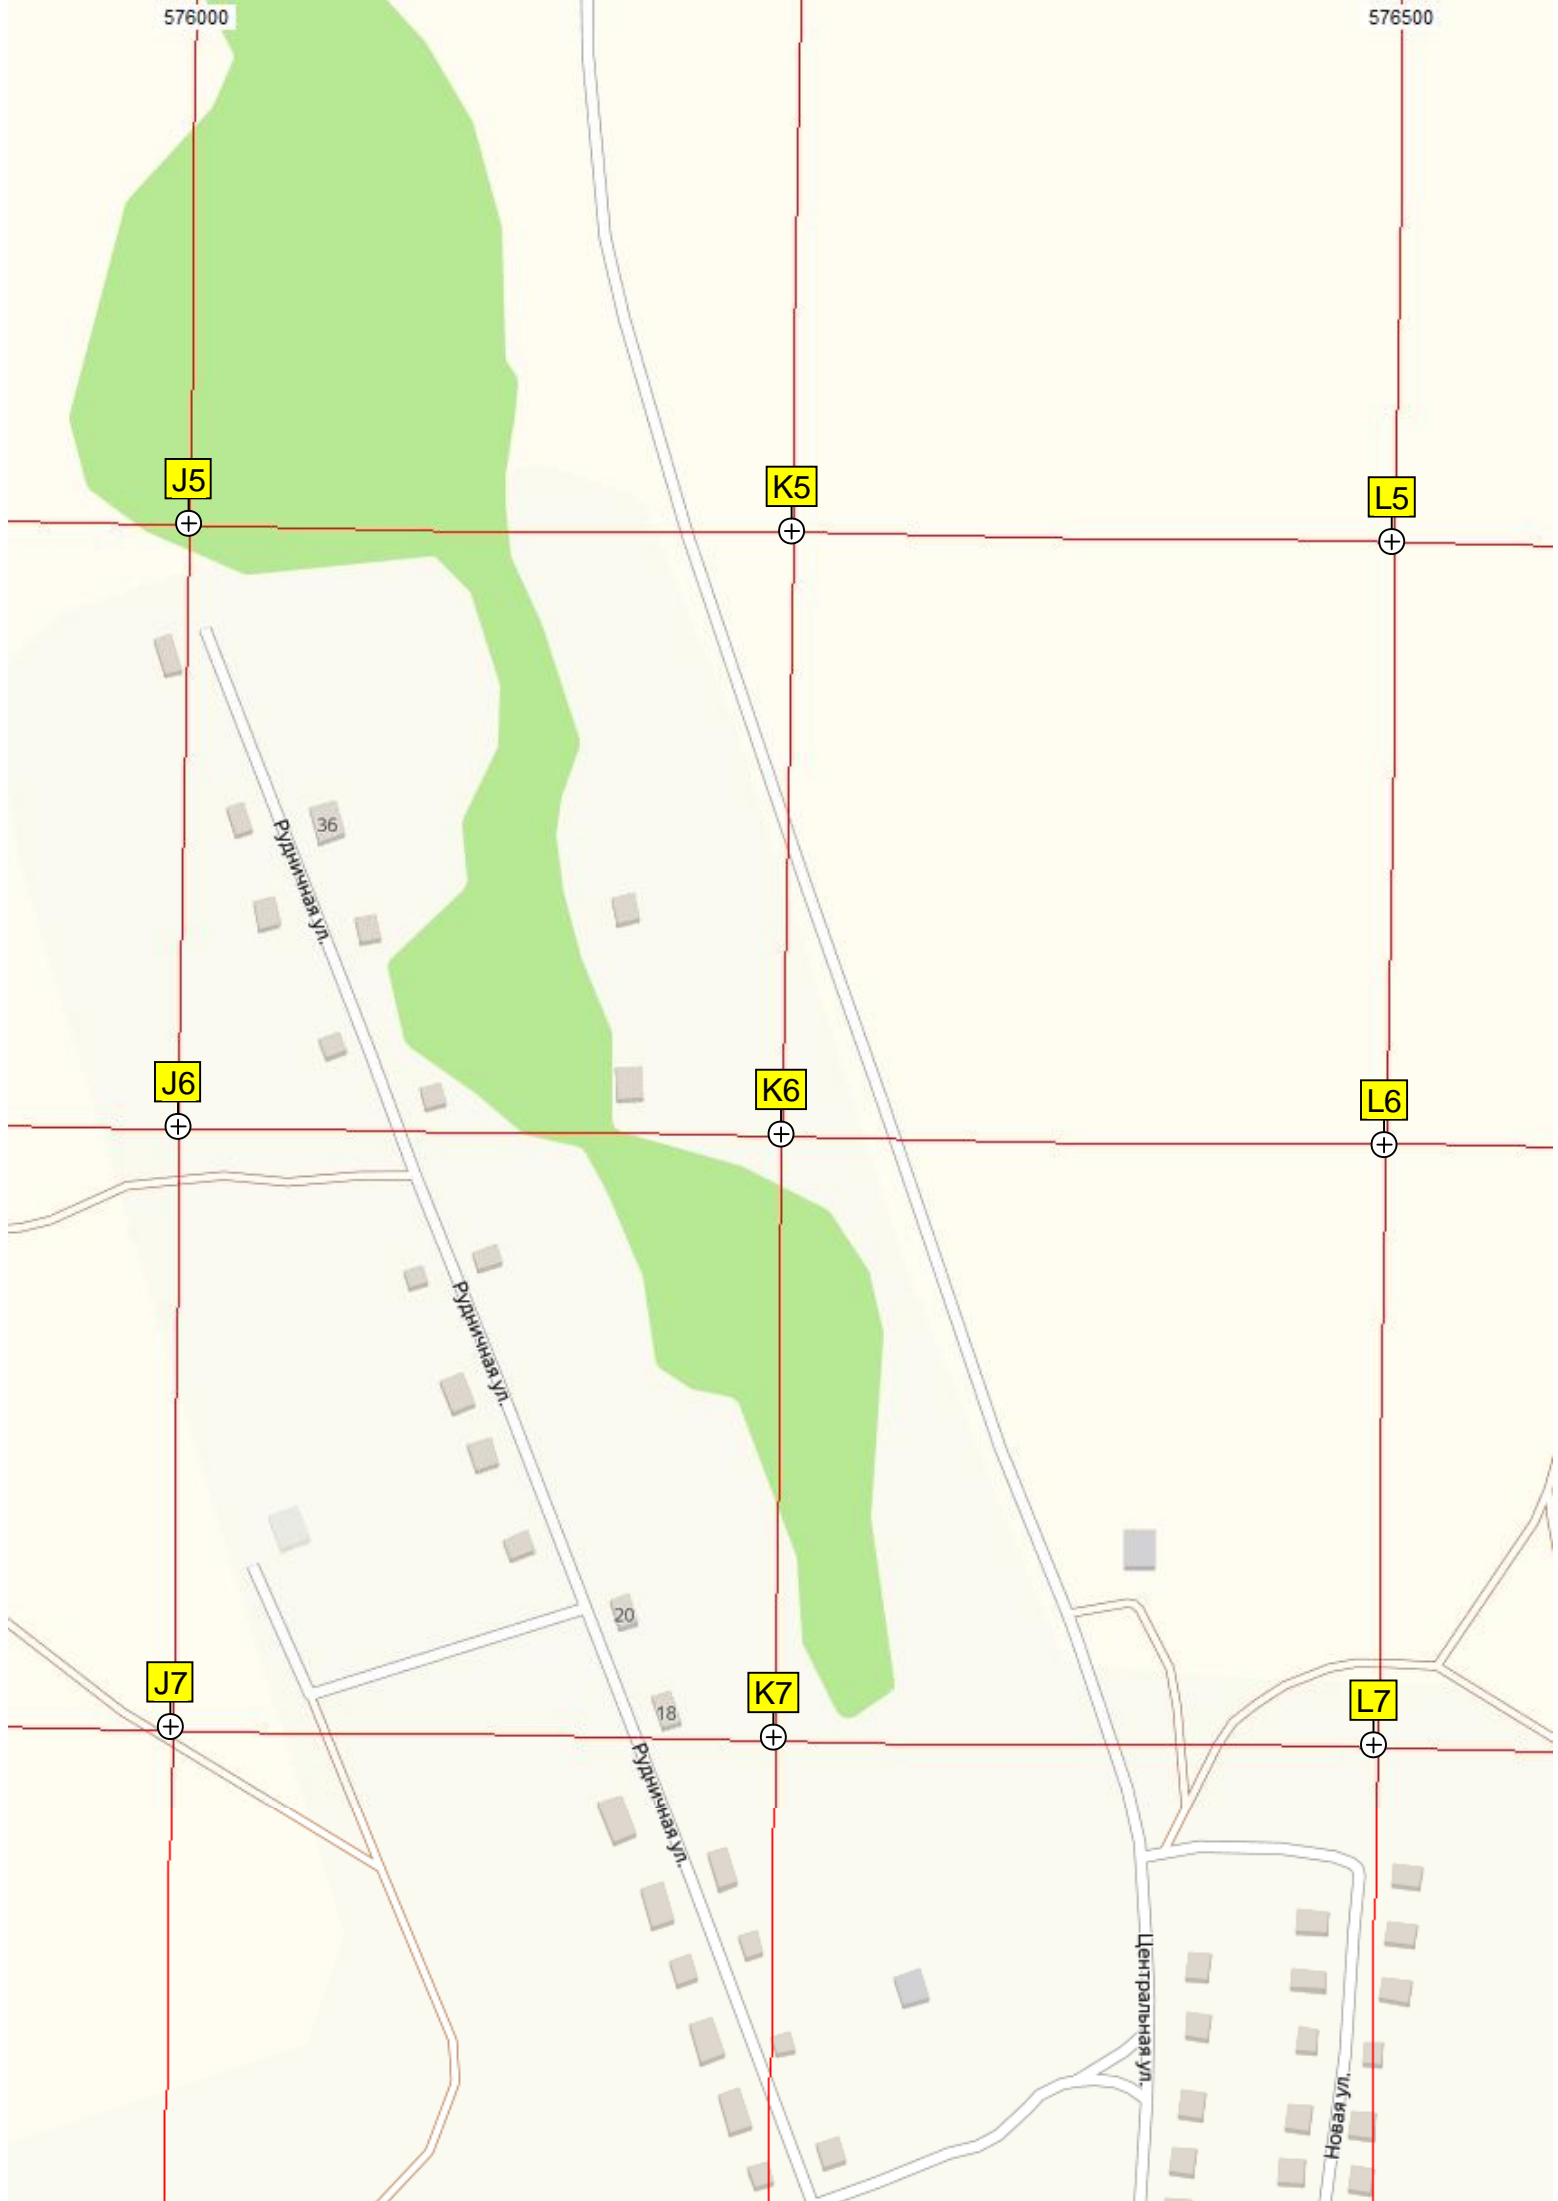 576000
576500
J5
K5
L5
36
Рудничная ул.
J6
K6
L6
Рудничная ул.
20
J7
K7
L7
18
Рудничная ул.
Центральная ул.
Новая ул.